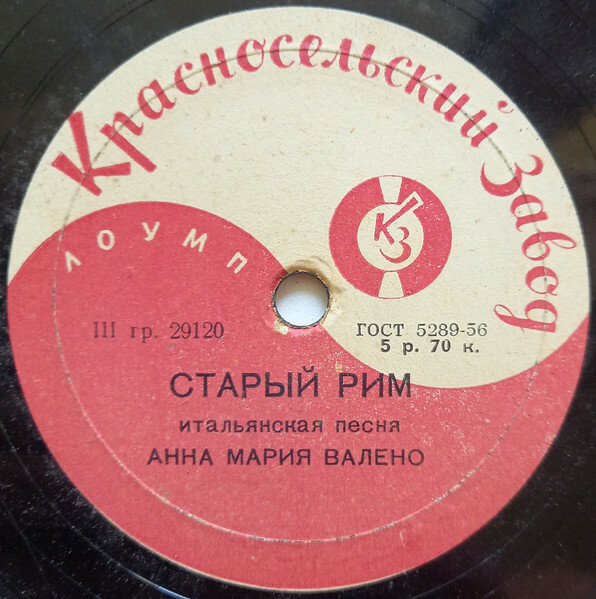 Красносельский Завод
ЛОУМП
КЗ
III гр. 29120
ГОСТ 5289-56
5 р. 70 к.
СТАРЫЙ РИМ
итальянская песня
АННА МАРИЯ ВАЛЕНО